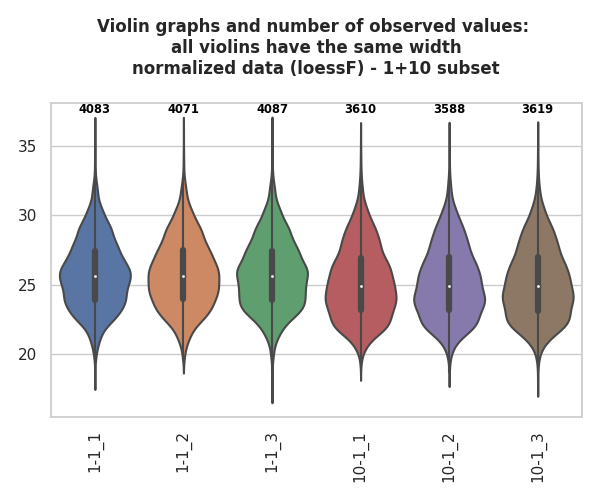 Violin graphs and number of observed values:
all violins have the same width
normalized data (loessF) - 1+10 subset
4083 4071 4087 3610 3588 3619
35
30
25
20
1-1_1 1-1_2 1-1_3 10-1_1 10-1_2 10-1_3